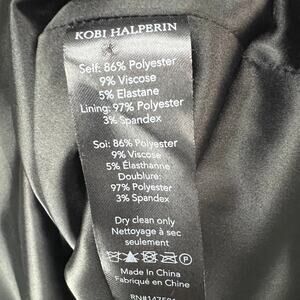 KOBI HALPERIN
Self: 86% Polyester
9% Viscose
5% Elastane
Lining: 97% Polyester
3% Spandex
Soi: 86% Polyester
9% Viscose
5% Élasthanne
Doublure:
97% Polyester
3% Spandex
Dry clean only
Nettoyage à sec
seulement
P
Made In China
Fabriqué en Chine